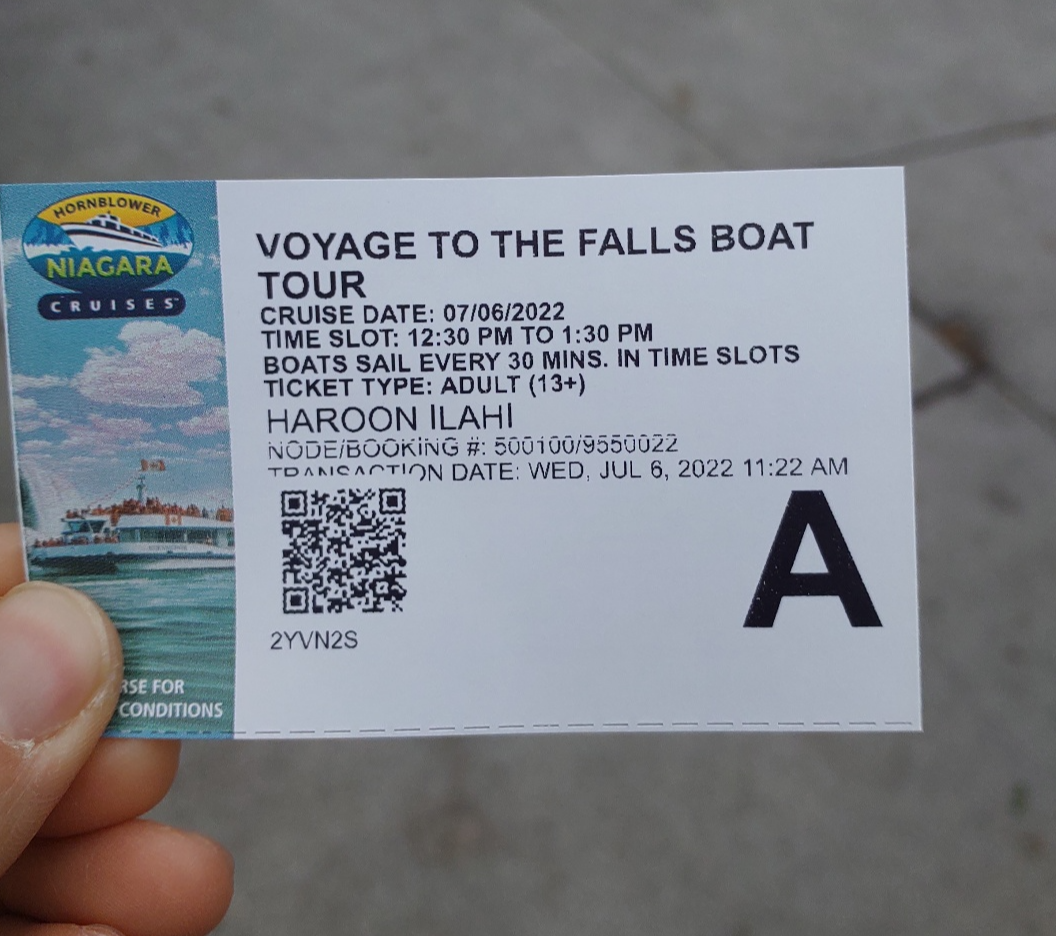 HORNBLOWER
NIAGARA
CRUISES™
VOYAGE TO THE FALLS BOAT
TOUR
CRUISE DATE: 07/06/2022
TIME SLOT: 12:30 PM TO 1:30 PM
BOATS SAIL EVERY 30 MINS. IN TIME SLOTS
TICKET TYPE: ADULT (13+)
HAROON ILAHI
NODE/BOOKING #: 500100/9550022
TRANSACTION DATE: WED, JUL 6, 2022 11:22 AM
A
2YVN2S
FOR
CONDITIONS